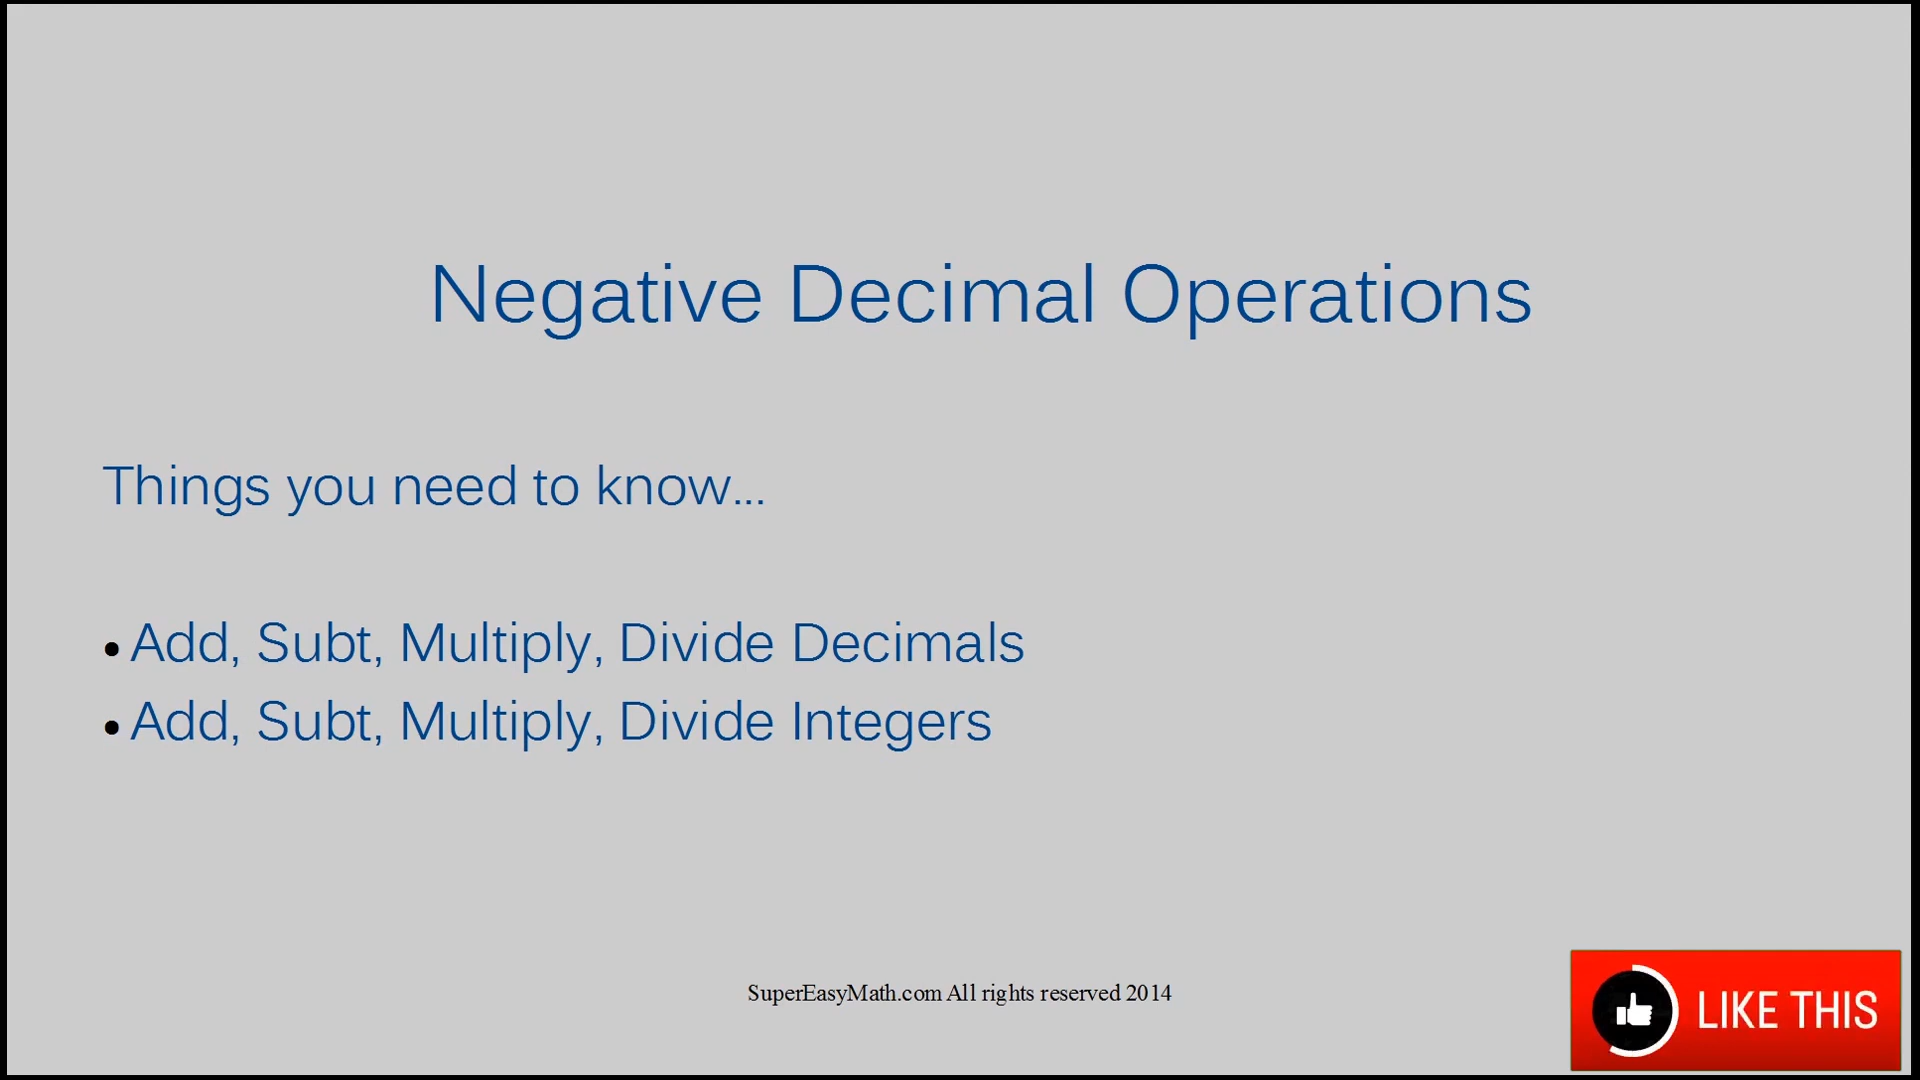 Negative Decimal Operations
Things you need to know...
• Add, Subt, Multiply, Divide Decimals
• Add, Subt, Multiply, Divide Integers
SuperEasyMath.com All rights reserved 2014
LIKE THIS